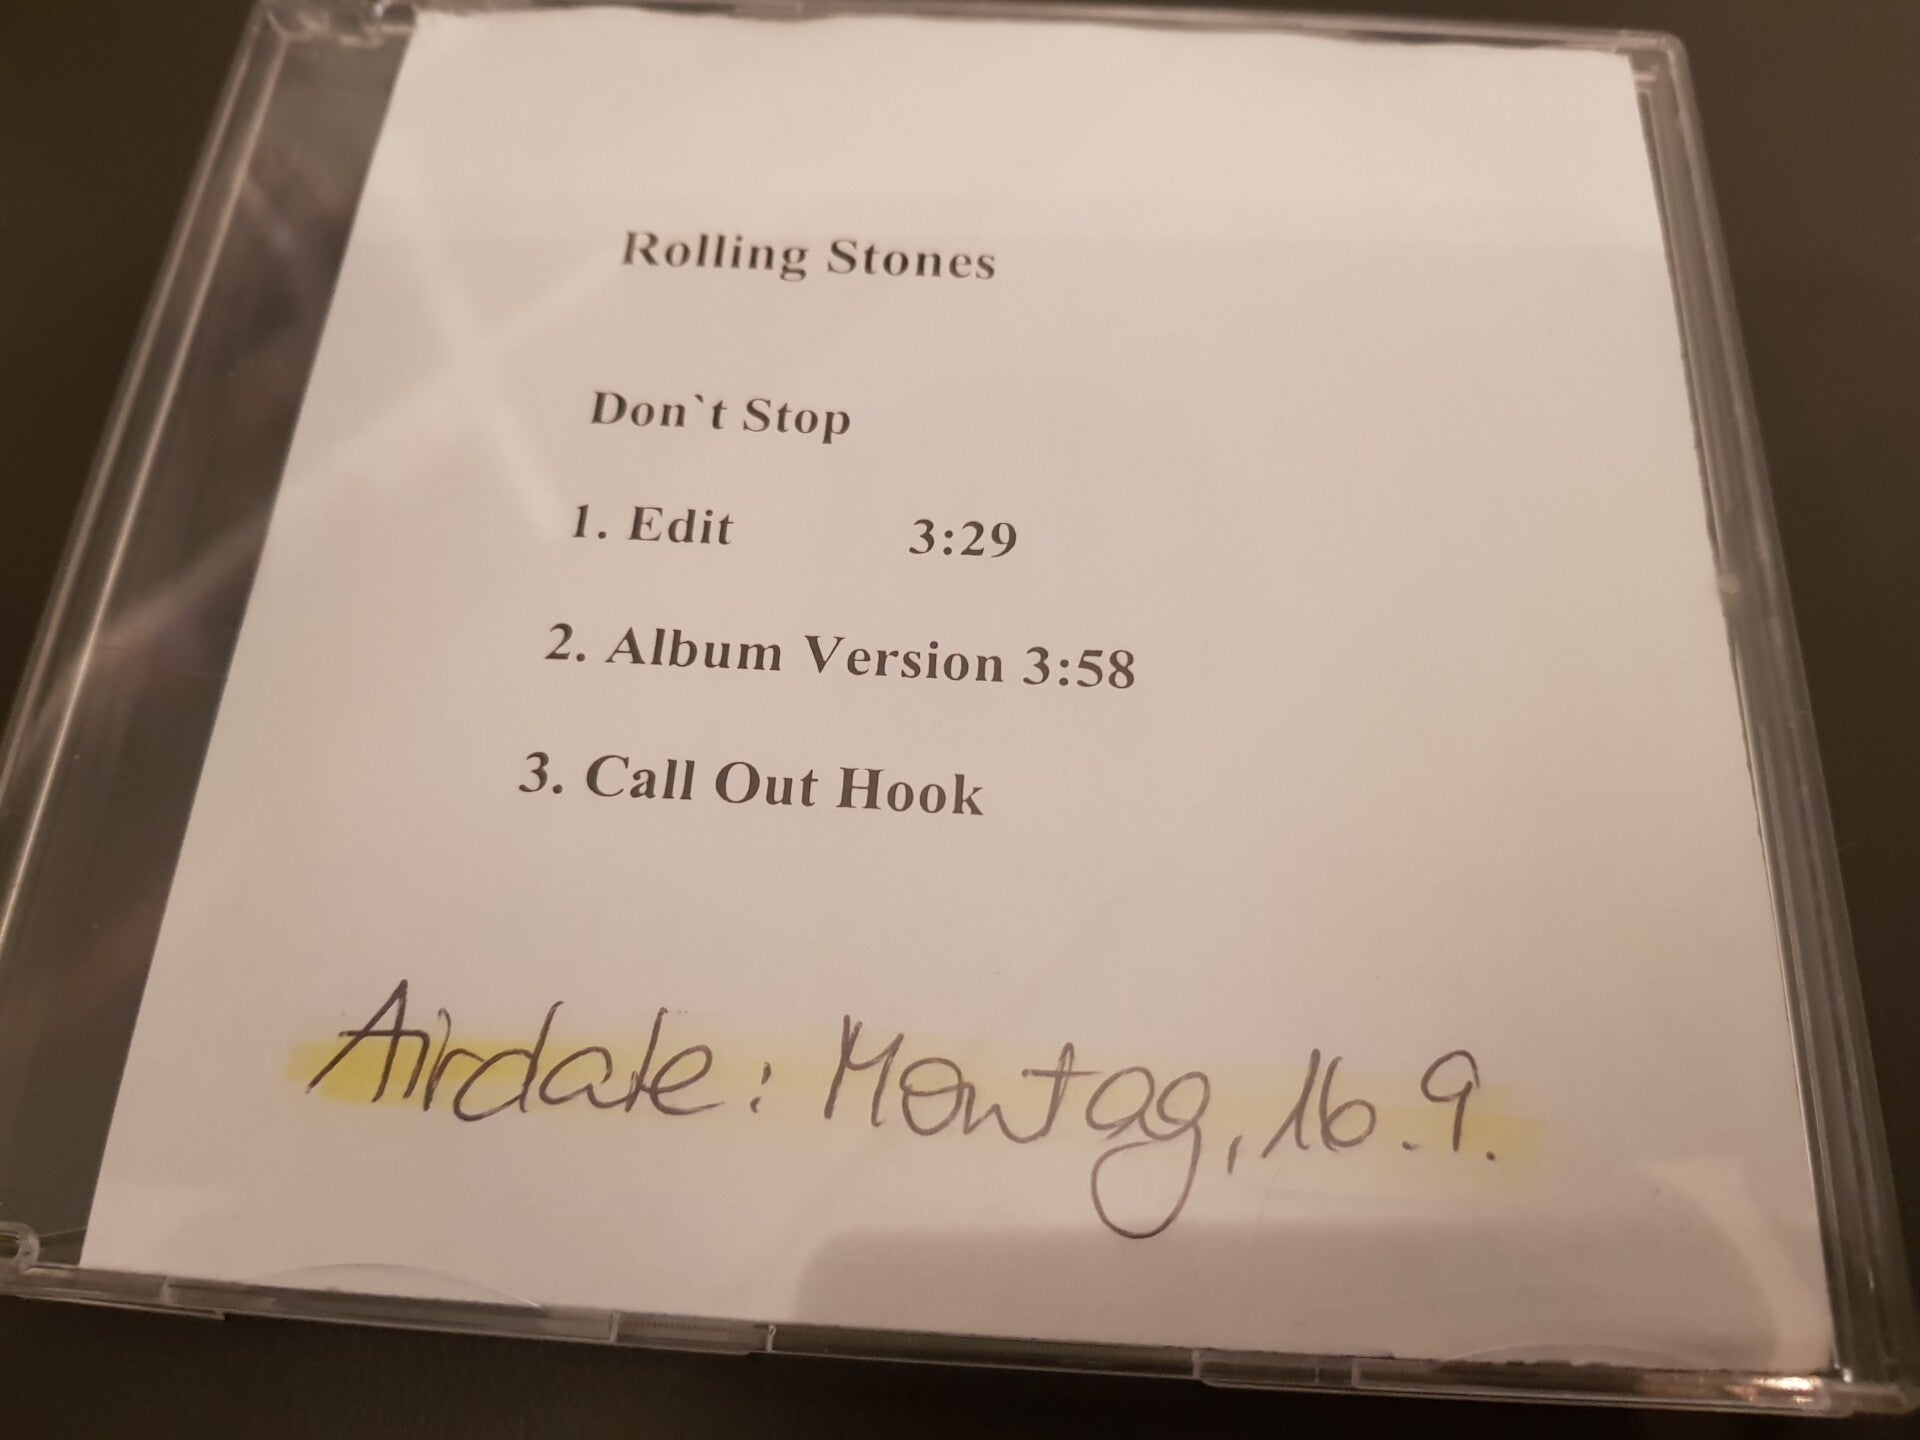 Rolling Stones
Don`t Stop
1. Edit 3:29
2. Album Version 3:58
3. Call Out Hook
Airdate: Montag, 16.9.